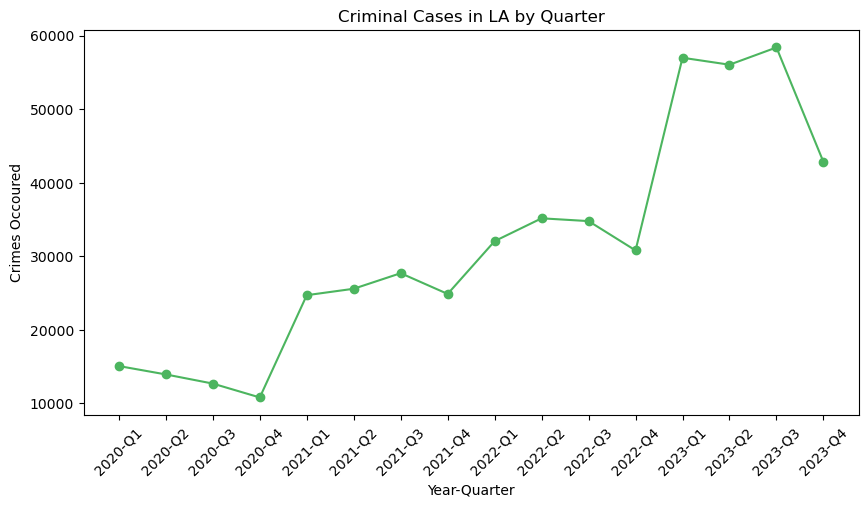 Criminal Cases in LA by Quarter
60000
50000
40000
30000
20000
10000
Crimes Occoured
2020-Q1
2020-Q2
2020-Q3
2020-Q4
2021-Q1
2021-Q2
2021-Q3
2021-Q4
2022-Q1
2022-Q2
2022-Q3
2022-Q4
2023-Q1
2023-Q2
2023-Q3
2023-Q4
Year-Quarter